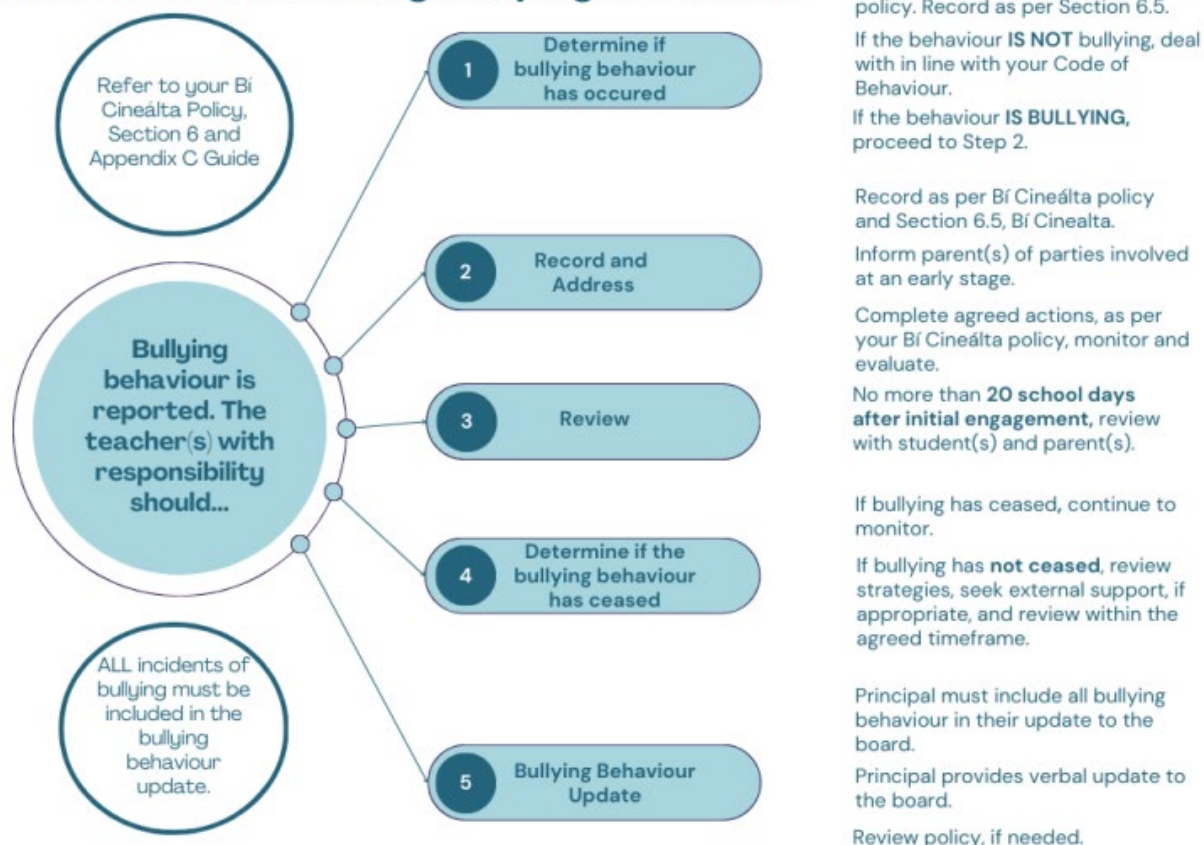 policy. Record as per Section 6.5.
Refer to your Bí
Cineálta Policy,
Section 6 and
Appendix C Guide
1
Determine if
bullying behaviour
has occured
If the behaviour IS NOT bullying, deal
with in line with your Code of
Behaviour.
If the behaviour IS BULLYING,
proceed to Step 2.
2
Record and
Address
Record as per Bí Cineálta policy
and Section 6.5, Bí Cinealta.
Inform parent(s) of parties involved
at an early stage.
Complete agreed actions, as per
your Bí Cineálta policy, monitor and
evaluate.
Bullying
behaviour is
reported. The
teacher(s) with
responsibility
should...
3
Review
No more than 20 school days
after initial engagement, review
with student(s) and parent(s).
4
Determine if the
bullying behaviour
has ceased
If bullying has ceased, continue to
monitor.
If bullying has not ceased, review
strategies, seek external support, if
appropriate, and review within the
agreed timeframe.
ALL incidents of
bullying must be
included in the
bullying
behaviour
update.
5
Bullying Behaviour
Update
Principal must include all bullying
behaviour in their update to the
board.
Principal provides verbal update to
the board.
Review policy, if needed.